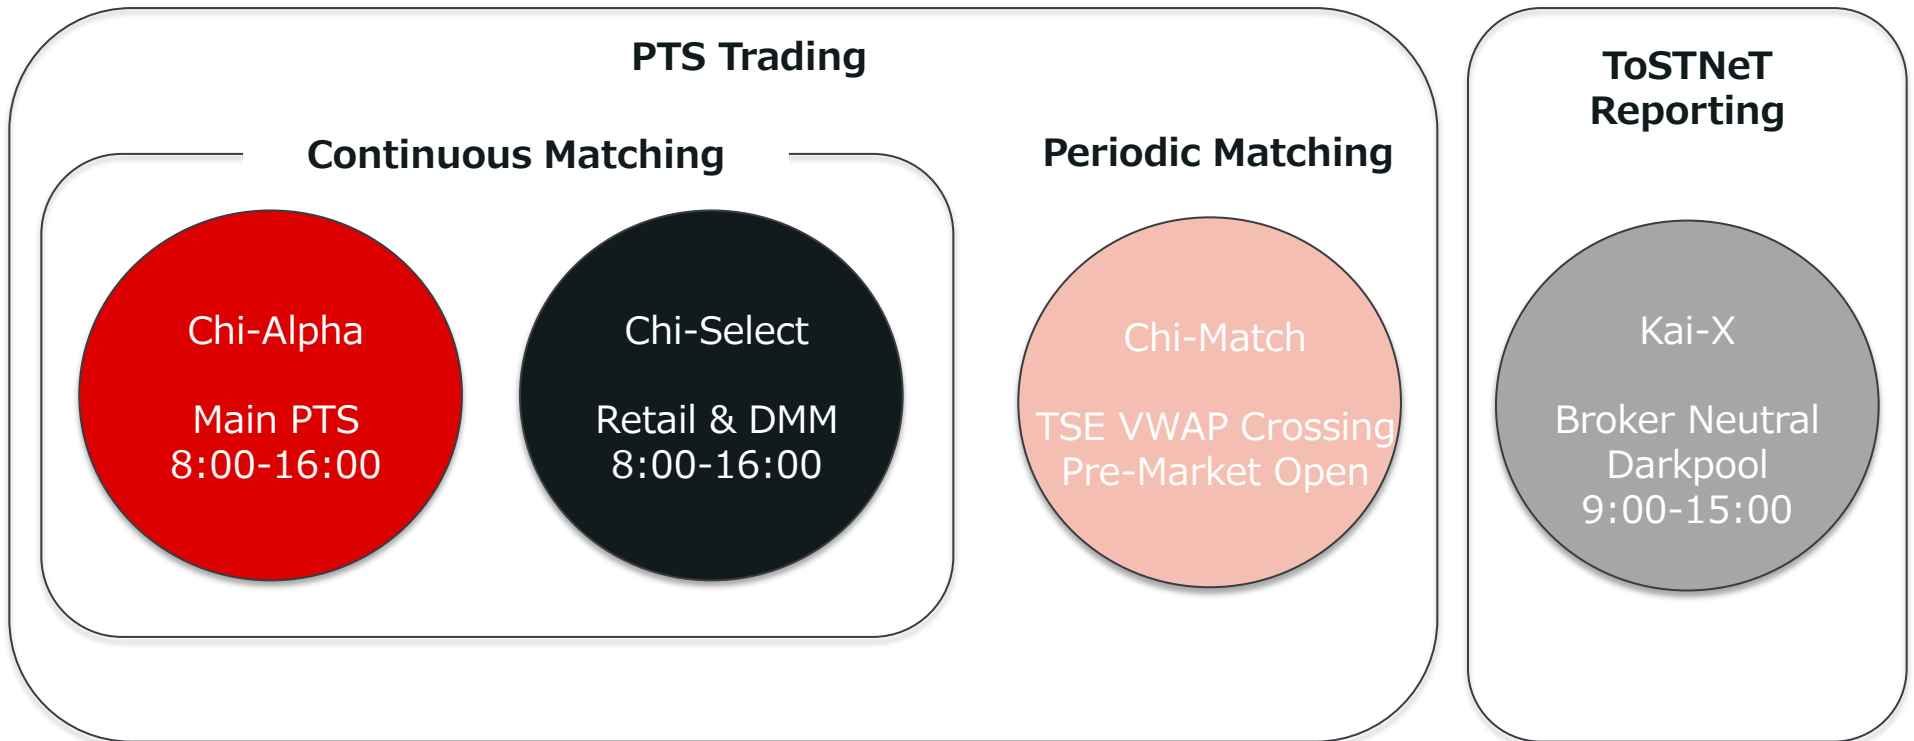 PTS Trading
Continuous Matching
Chi-Alpha
Main PTS
8:00-16:00
Chi-Select
Retail & DMM
8:00-16:00
Periodic Matching
Chi-Match
TSE VWAP Crossing
Pre-Market Open
ToSTNeT
Reporting
Kai-X
Broker Neutral
Darkpool
9:00-15:00